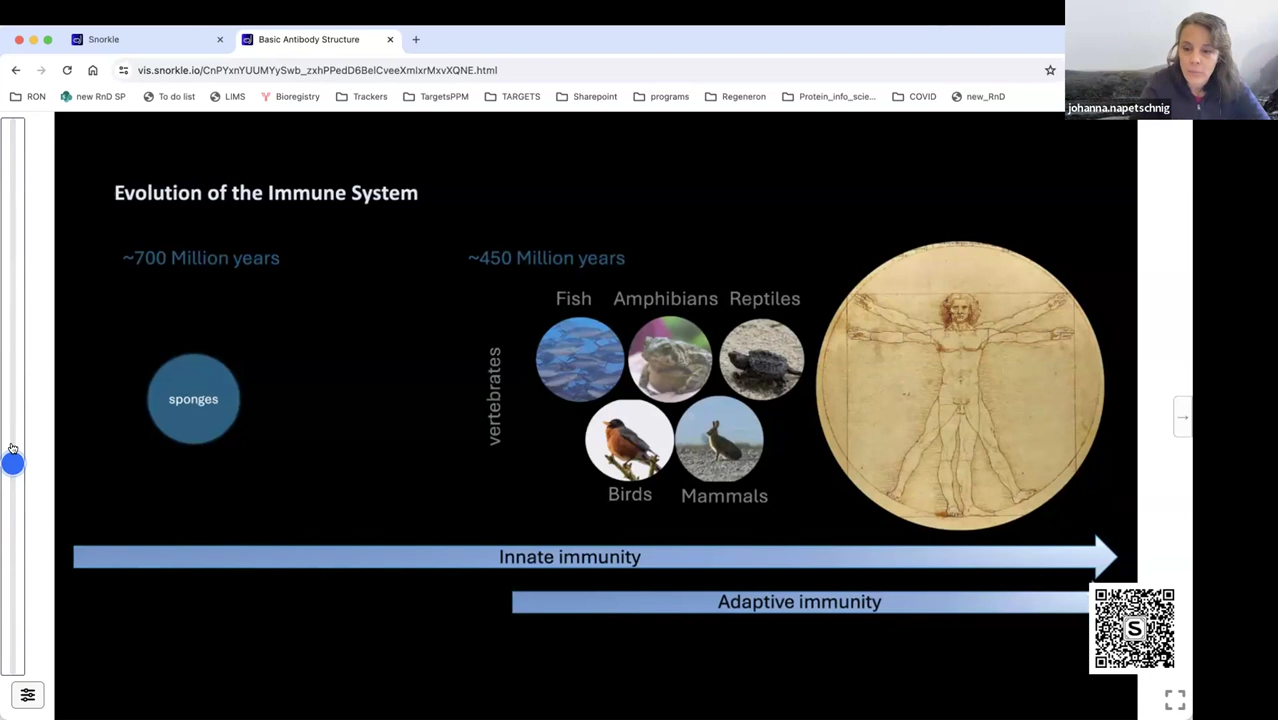 Snorkle
Basic Antibody Structure
vis.snorkle.io/CnPYxnYUUMYySwb_zxhPPedD6BelCveeXmlxrMxvXQNE.html
RON
new RnD SP
To do list
LIMS
Bioregistry
Trackers
TargetsPPM
TARGETS
Sharepoint
programs
Regeneron
Protein_info_scie...
COVID
new_RnD
johanna.napetschnig
Evolution of the Immune System
~700 Million years
~450 Million years
Fish
Amphibians
Reptiles
vertebrates
sponges
Birds
Mammals
Innate immunity
Adaptive immunity
S